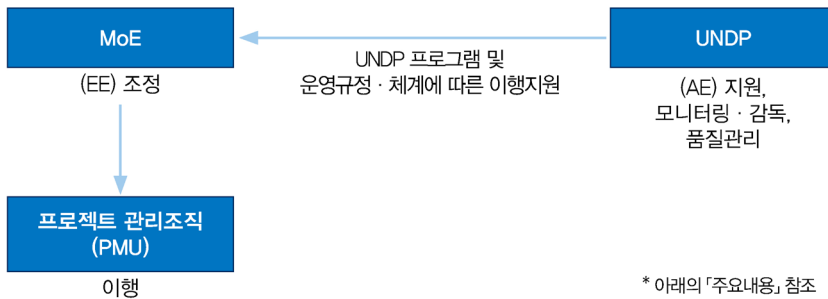 MoE
UNDP
UNDP 프로그램 및
운영규정 · 체계에 따른 이행지원
(EE) 조정
(AE) 지원,
모니터링 · 감독,
품질관리
프로젝트 관리조직
(PMU)
이행
* 아래의 「주요내용」 참조